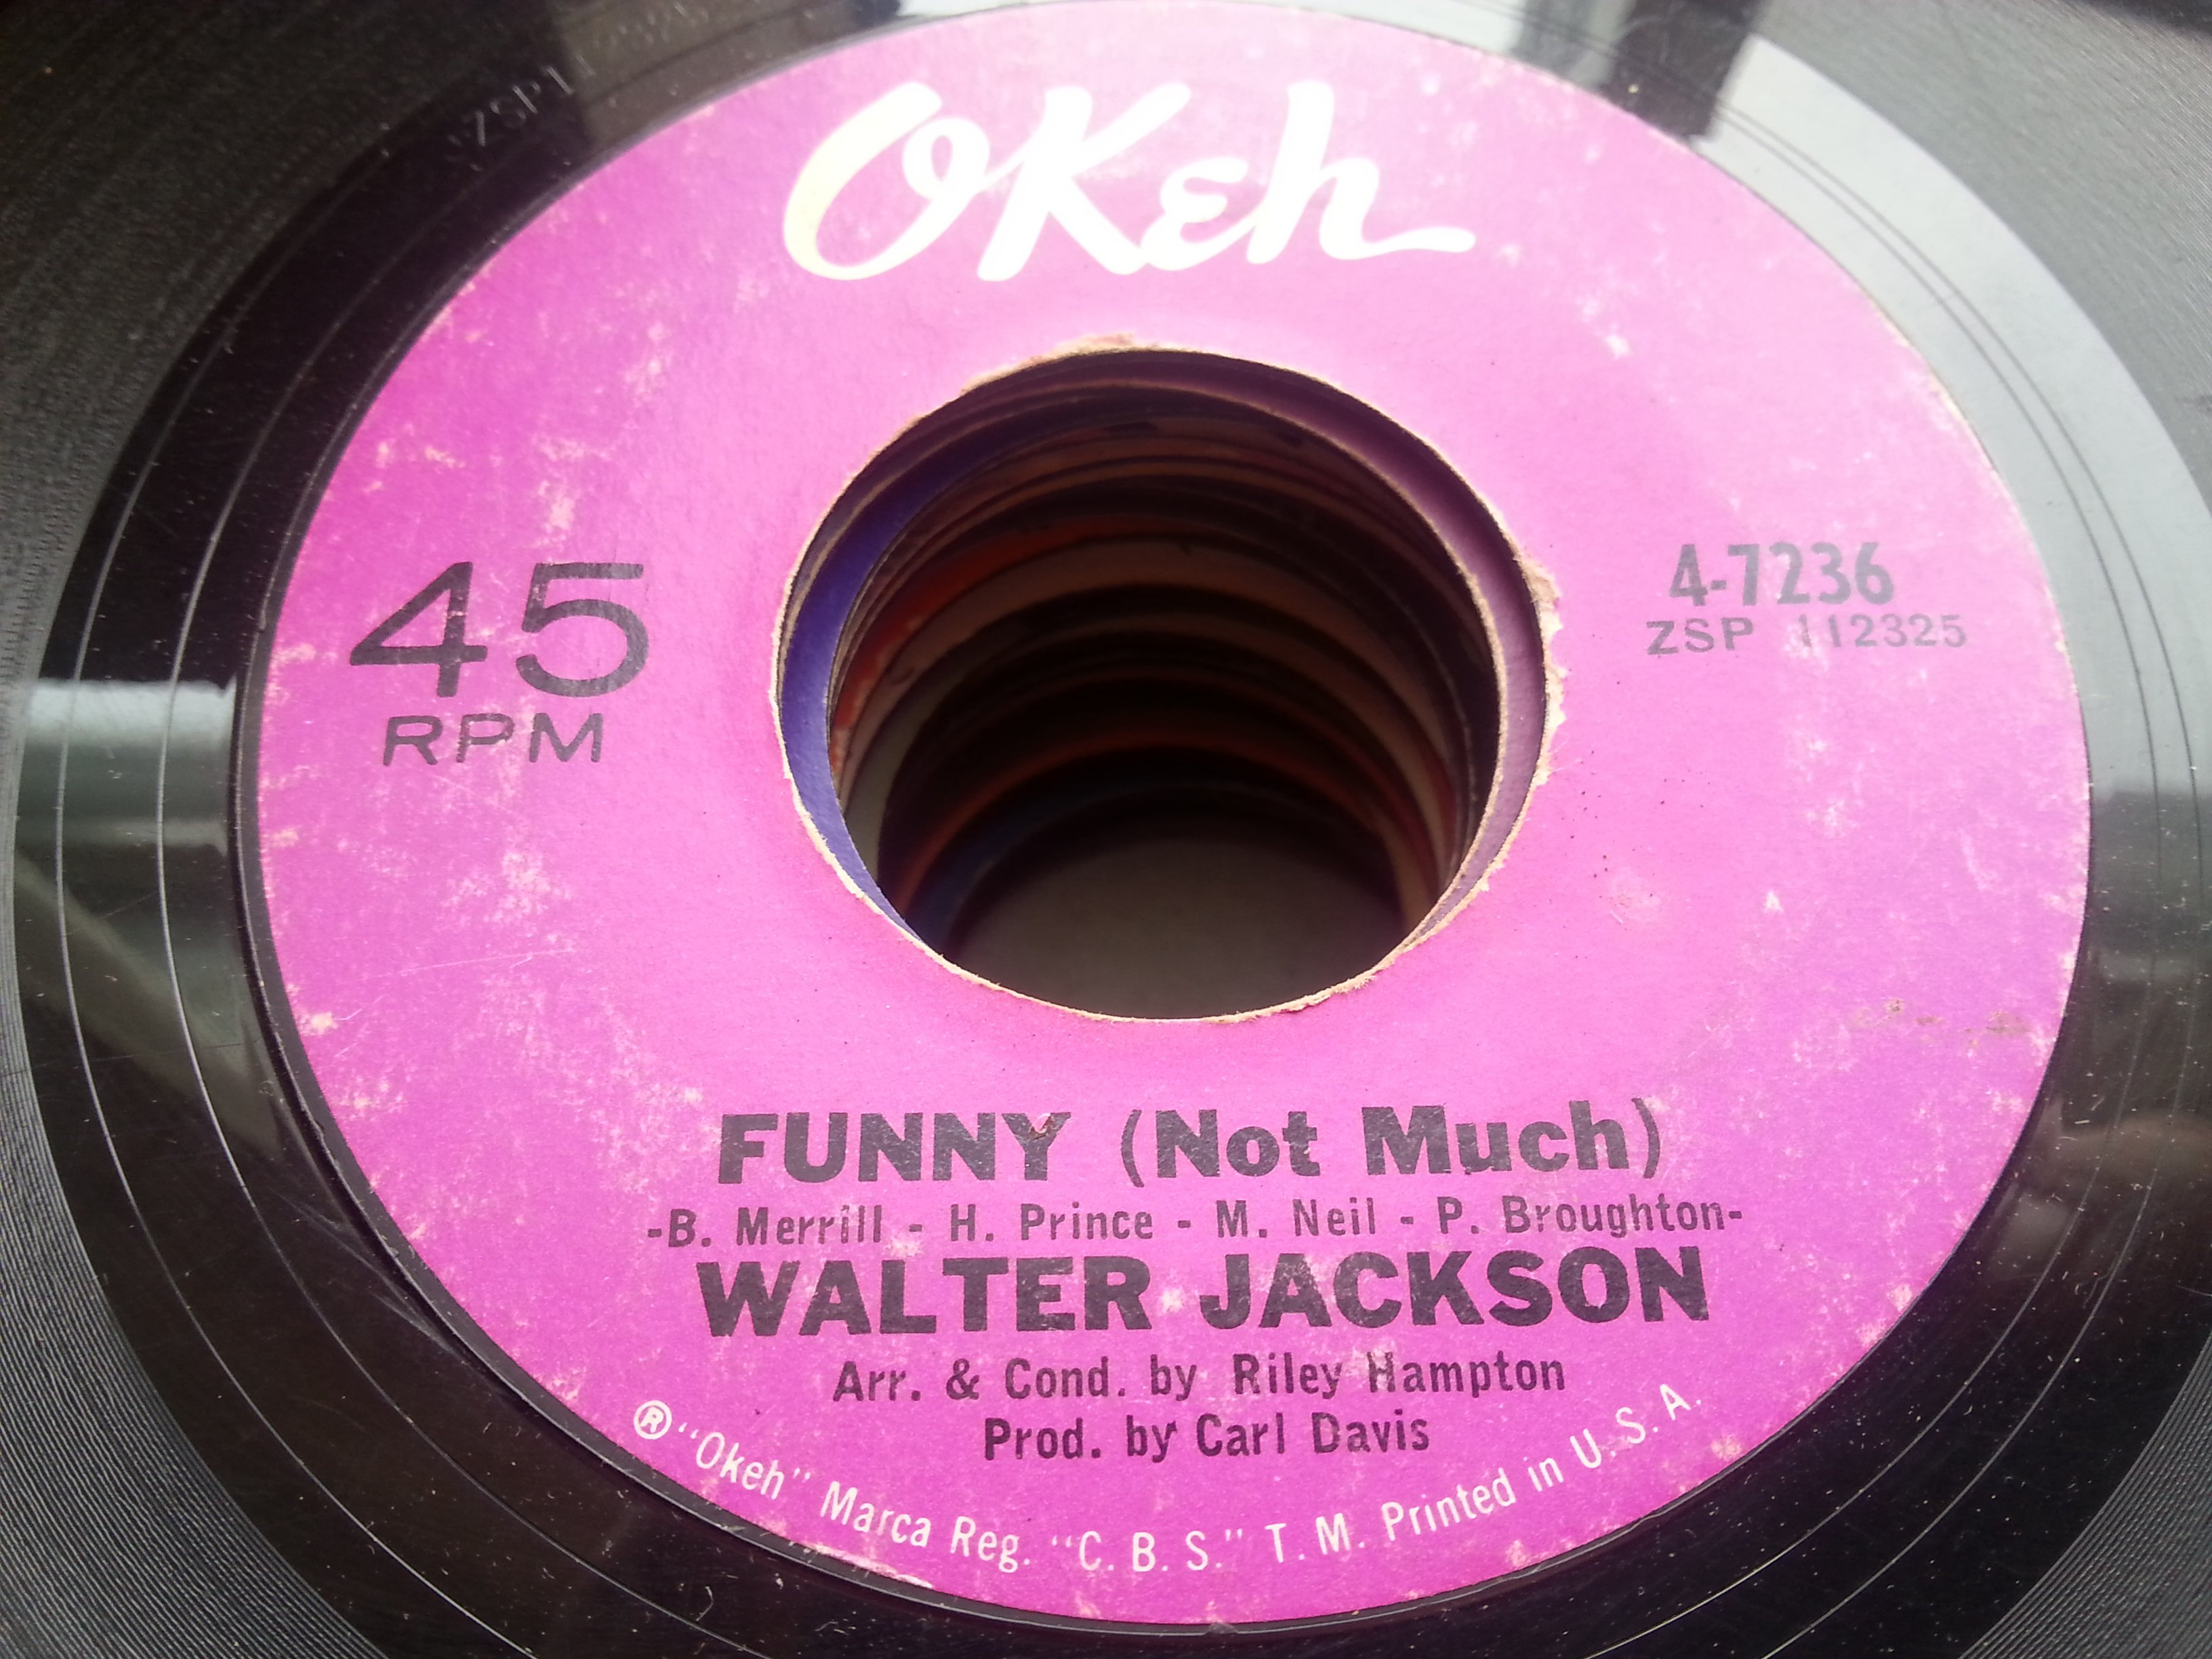 OKeh
45
RPM
4-7236
ZSP 112325
FUNNY (Not Much)
-B. Merrill - H. Prince - M. Neil - P. Broughton-
WALTER JACKSON
Arr. & Cond. by Riley Hampton
Prod. by Carl Davis
® "Okeh" Marca Reg. "C. B. S." T. M. Printed in U. S. A.